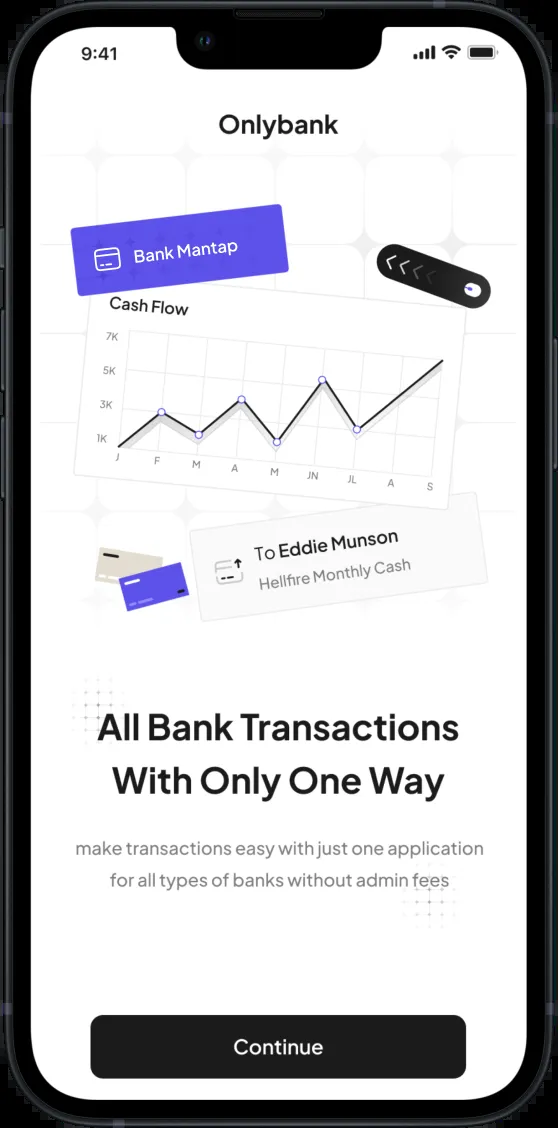 9:41
Onlybank
Bank Mantap
Cash Flow
7K
5K
3K
1K
J F M A M JN JL A S
To Eddie Munson
Hellfire Monthly Cash
All Bank Transactions
With Only One Way
make transactions easy with just one application
for all types of banks without admin fees
Continue